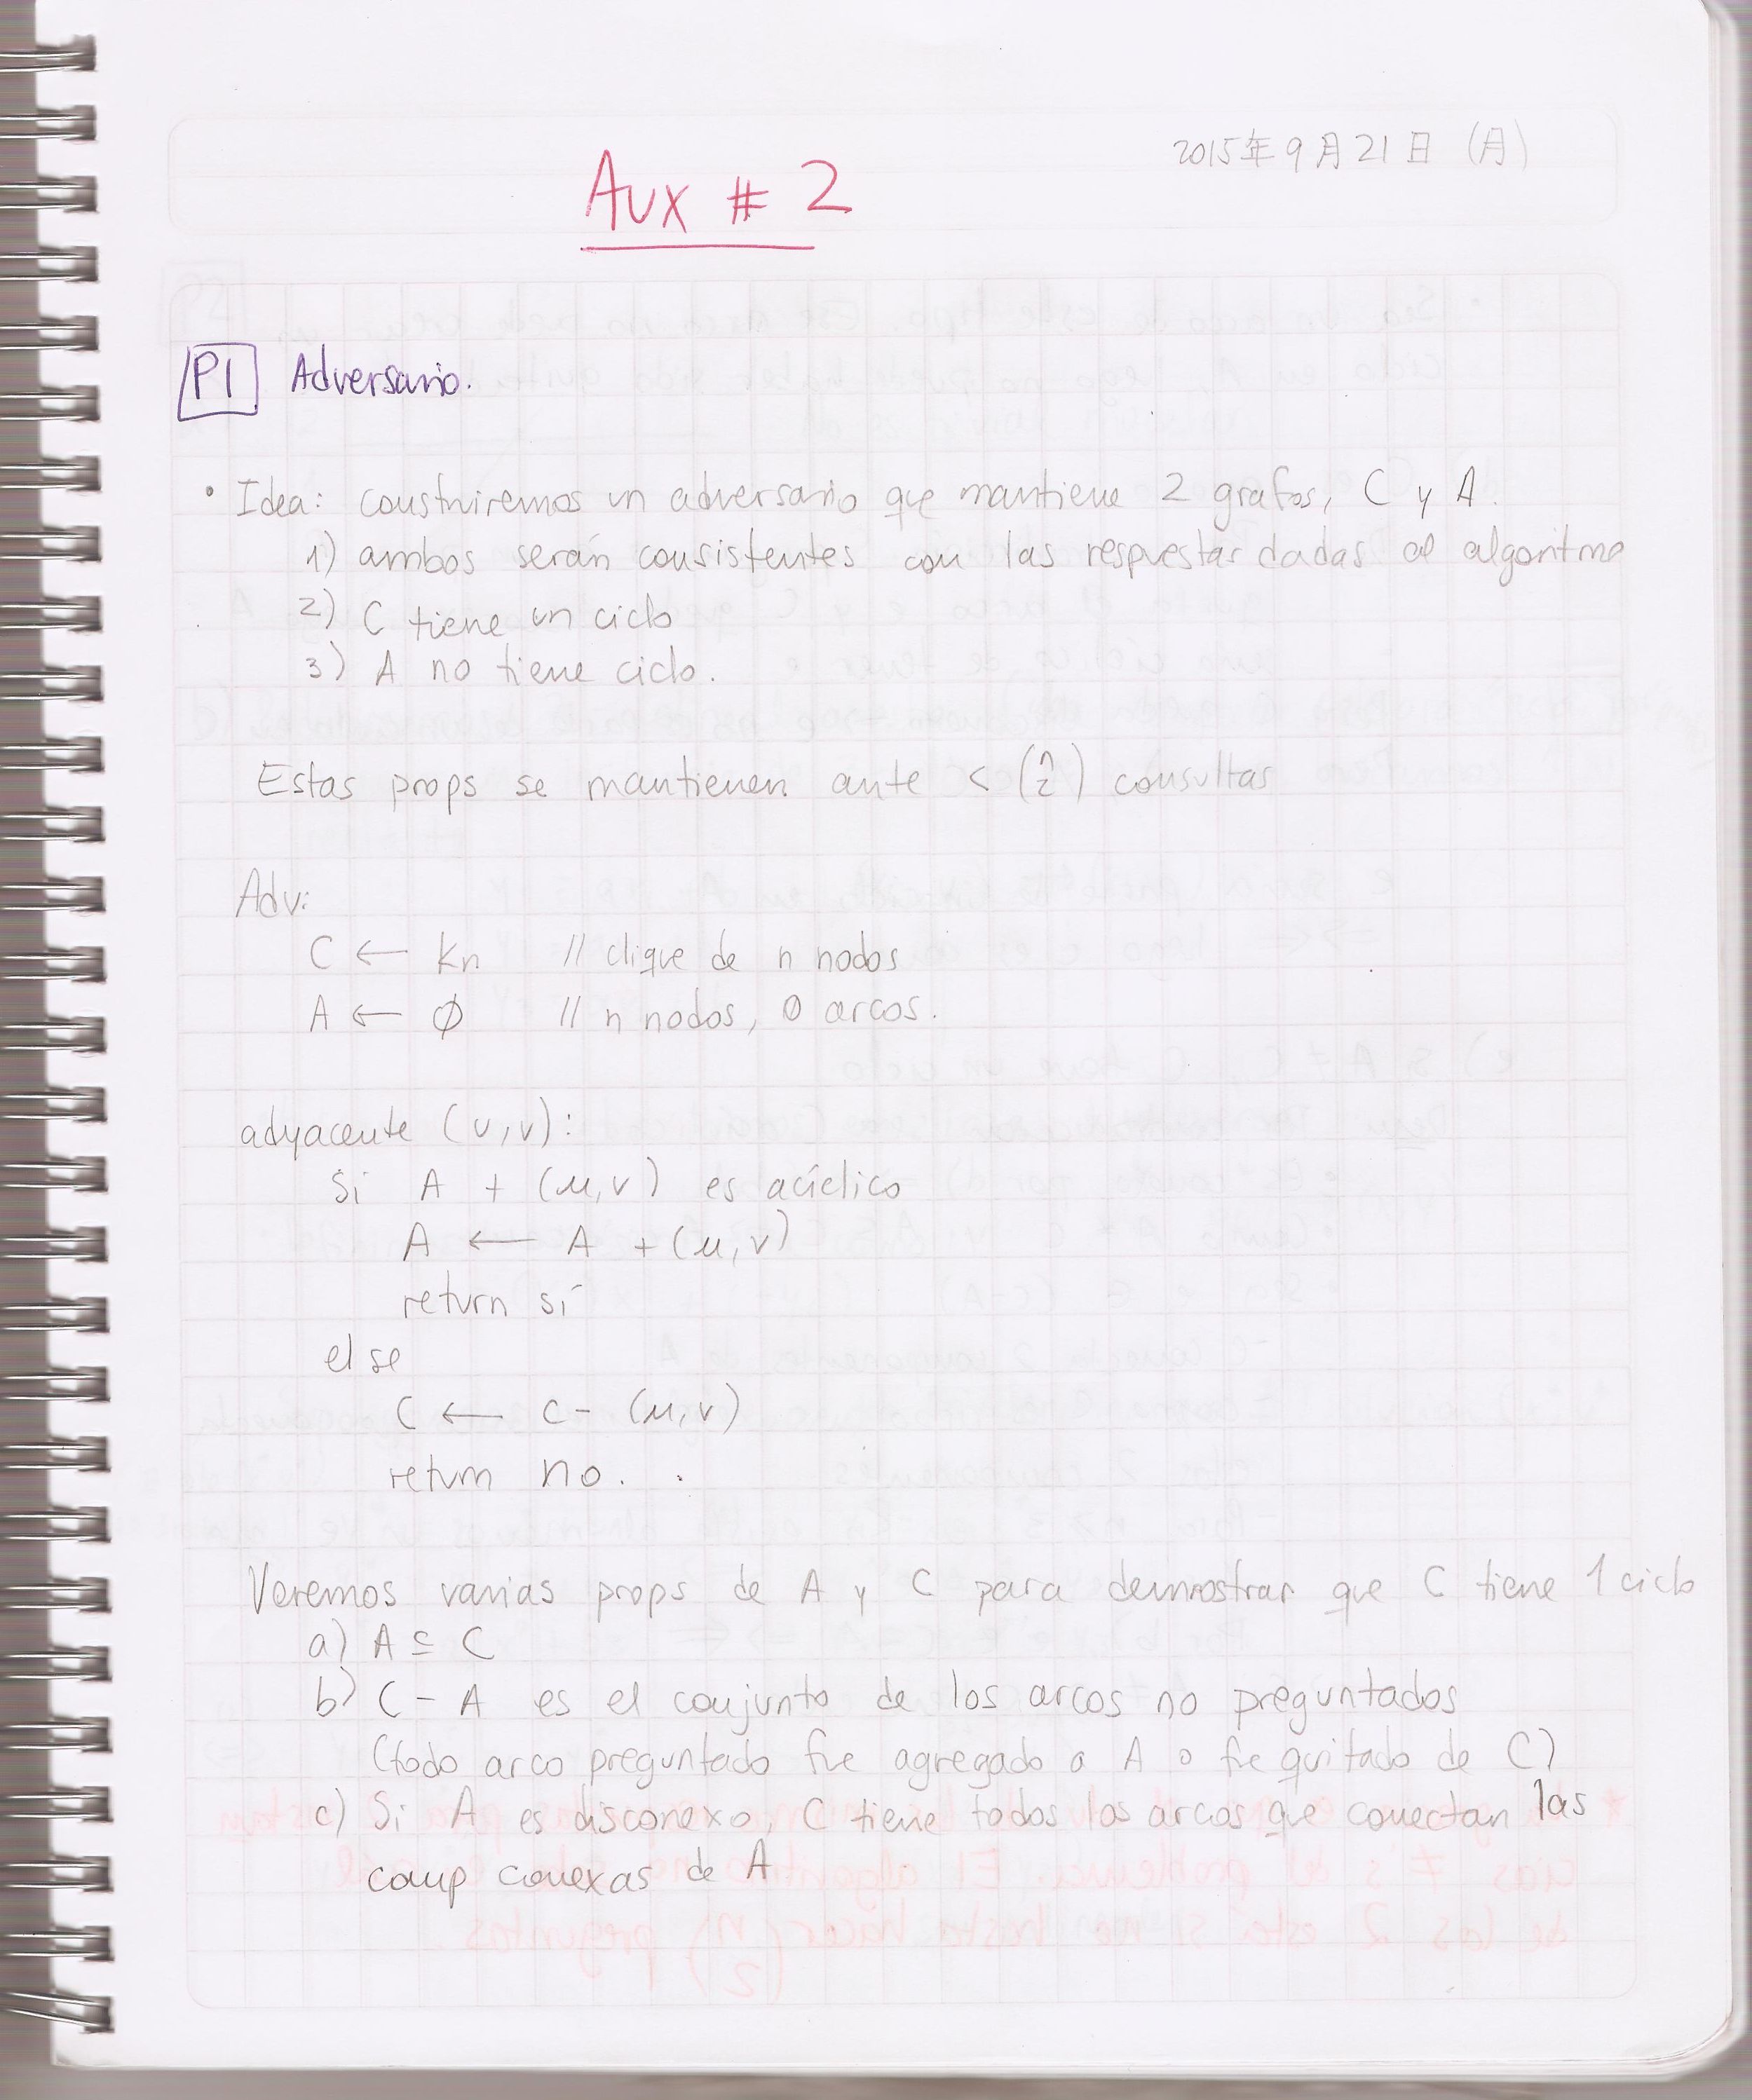 2015年9月21日 (月)
Aux # 2
P1 Adversario.
• Idea: construiremos un adversario que mantiene 2 grafos, C y A.
1) ambos serán consistentes con las respuestas dadas al algoritmo
2) C tiene un ciclo
3) A no tiene ciclo.
Estas props se mantienen ante < (n 2) consultas
Adv:
C ← Kn // clique de n nodos
A ← ∅ // n nodos, 0 arcos.
adyacente (u,v):
Si A + (u,v) es acíclico
A ← A + (u,v)
return sí
else
C ← C - (u,v)
return no.
Veremos varias props de A y C para demostrar que C tiene 1 ciclo
a) A ⊆ C
b) C - A es el conjunto de los arcos no preguntados
(todo arco preguntado fue agregado a A o fue quitado de C)
c) Si A es disconexo, C tiene todos los arcos que conectan las
comp conexas de A